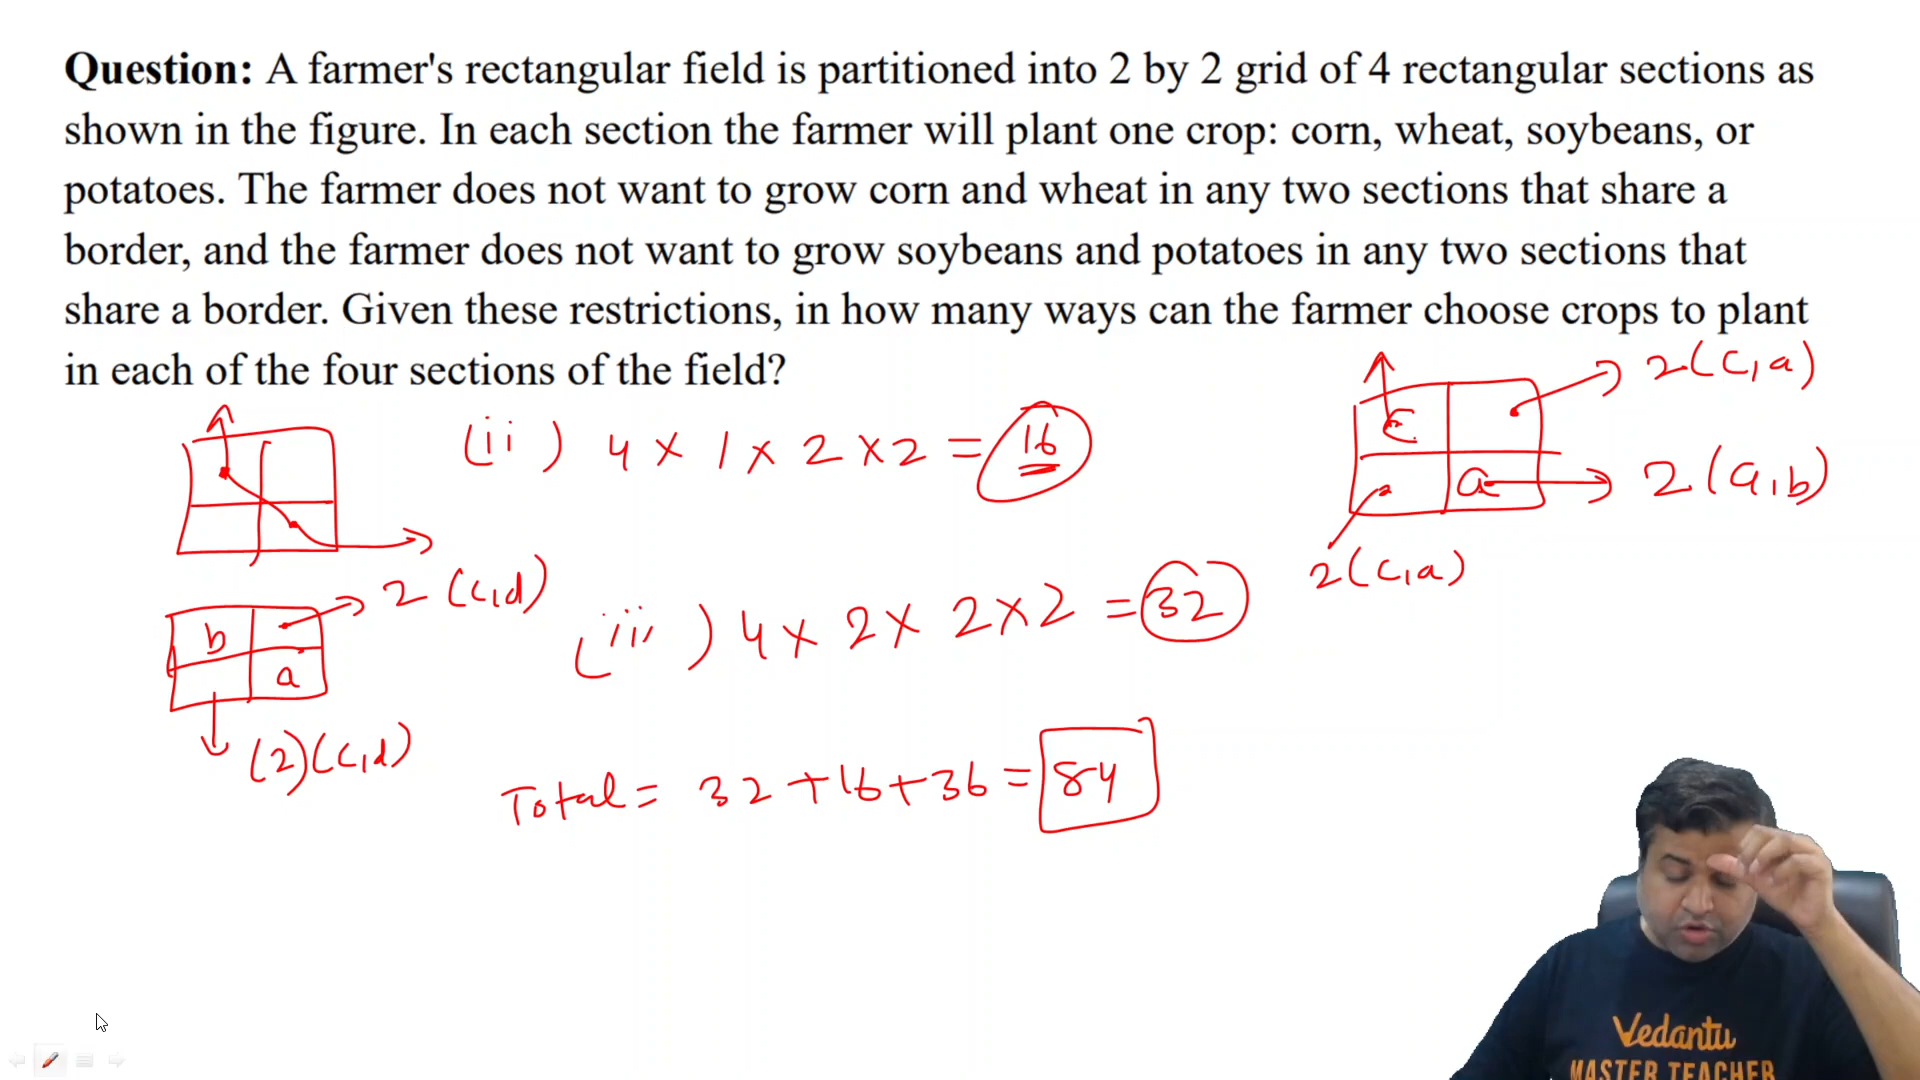 Question: A farmer's rectangular field is partitioned into 2 by 2 grid of 4 rectangular sections as
shown in the figure. In each section the farmer will plant one crop: corn, wheat, soybeans, or
potatoes. The farmer does not want to grow corn and wheat in any two sections that share a
border, and the farmer does not want to grow soybeans and potatoes in any two sections that
share a border. Given these restrictions, in how many ways can the farmer choose crops to plant
in each of the four sections of the field?
2(c,a)
c
(ii) 4 x 1 x 2 x 2 = 16
a 2(a,b)
2(c,a)
2 (c,d)
b
(iii) 4 x 2 x 2 x 2 = 32
a
(2)(c,d)
Total = 32 + 16 + 36 = 84
Vedantu
MASTER TEACHER